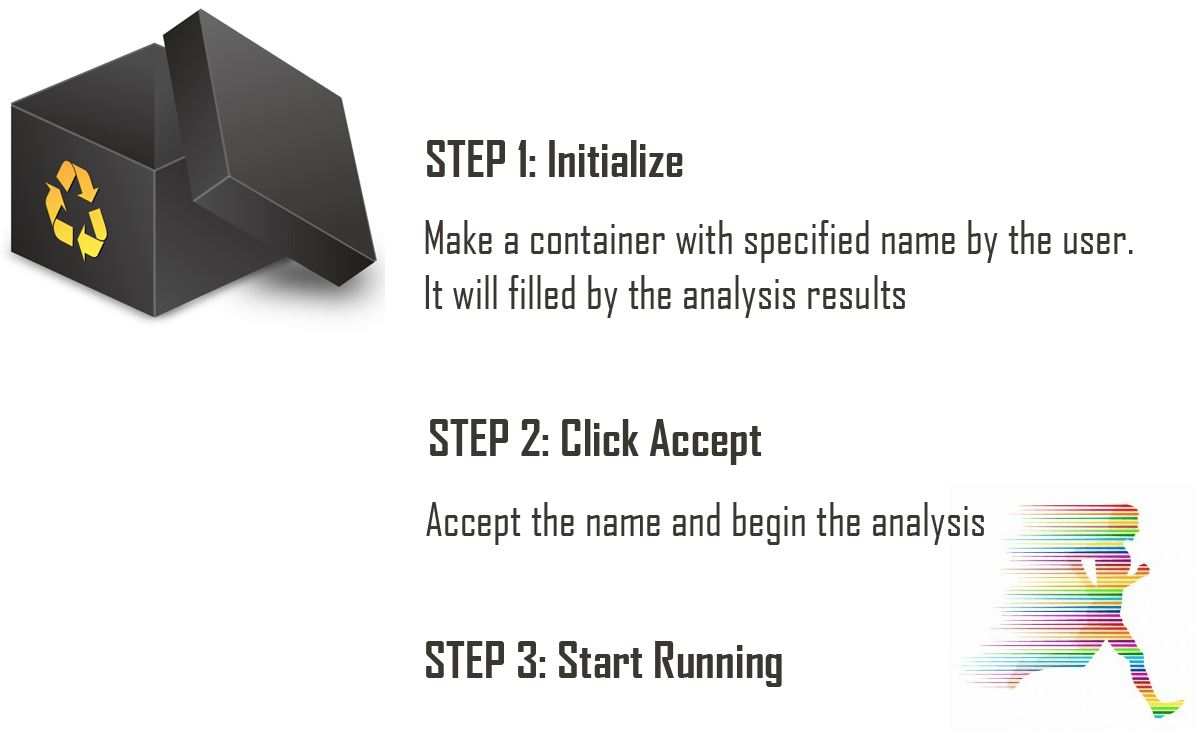 STEP 1: Initialize
Make a container with specified name by the user.
It will filled by the analysis results
STEP 2: Click Accept
Accept the name and begin the analysis
STEP 3: Start Running